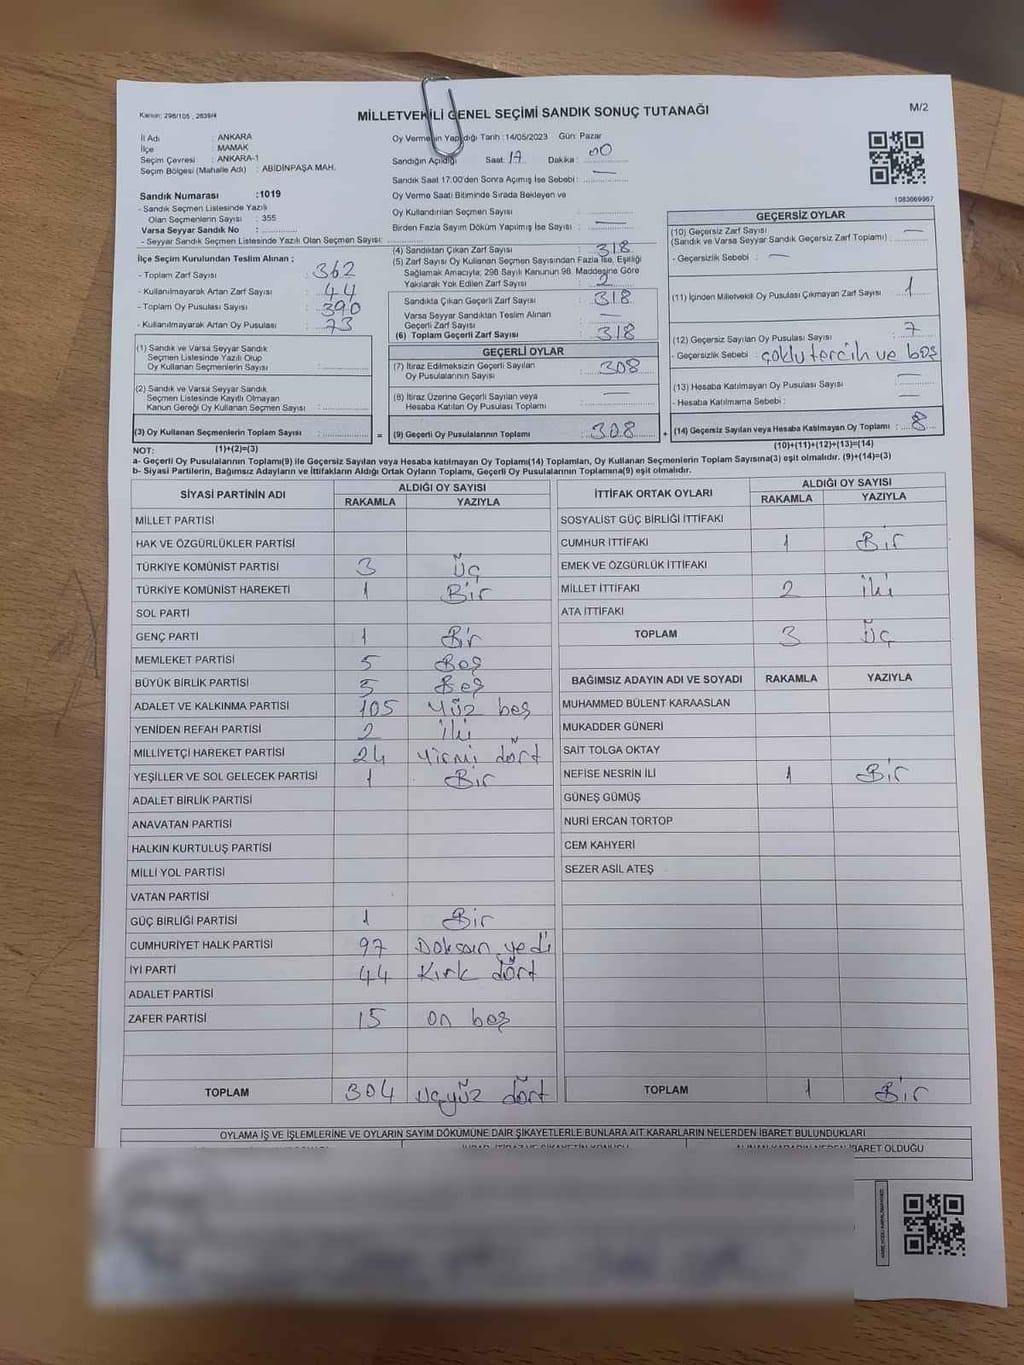 Kanun: 298/105 , 2839/4
MİLLETVEKİLİ GENEL SEÇİMİ SANDIK SONUÇ TUTANAĞI
M/2
İl Adı : ANKARA
İlçe : MAMAK
Seçim Çevresi : ANKARA-1
Seçim Bölgesi (Mahalle Adı) : ABİDİNPAŞA MAH.
Sandık Numarası :1019
- Sandık Seçmen Listesinde Yazılı
Olan Seçmenlerin Sayısı : 355
Varsa Seyyar Sandık No :
- Seyyar Sandık Seçmen Listesinde Yazılı Olan Seçmen Sayısı:
İlçe Seçim Kurulundan Teslim Alınan ;
- Toplam Zarf Sayısı : 362
- Kullanılmayarak Artan Zarf Sayısı : 44
- Toplam Oy Pusulası Sayısı : 390
- Kullanılmayarak Artan Oy Pusulası : 73
(1) Sandık ve Varsa Seyyar Sandık
Seçmen Listesinde Yazılı Olup
Oy Kullanan Seçmenlerin Sayısı :
(2) Sandık ve Varsa Seyyar Sandık
Seçmen Listesinde Kayıtlı Olmayan
Kanun Gereği Oy Kullanan Seçmen Sayısı :
(3) Oy Kullanan Seçmenlerin Toplam Sayısı :
Oy Vermenin Yapıldığı Tarih :14/05/2023 Gün: Pazar
Sandığın Açıldığı Saat: 17 Dakika : 00
Sandık Saat 17.00'den Sonra Açılmış İse Sebebi : —
Oy Verme Saati Bitiminde Sırada Bekleyen ve
Oy Kullandırılan Seçmen Sayısı :
Birden Fazla Sayım Döküm Yapılmış İse Sayısı : —
(4) Sandıktan Çıkan Zarf Sayısı : 318
(5) Zarf Sayısı Oy Kullanan Seçmen Sayısından Fazla İse, Eşitliği
Sağlamak Amacıyla; 298 Sayılı Kanunun 98. Maddesine Göre
Yakılarak Yok Edilen Zarf Sayısı :
Sandıkta Çıkan Geçerli Zarf Sayısı : 318
Varsa Seyyar Sandıktan Teslim Alınan
Geçerli Zarf Sayısı : —
(6) Toplam Geçerli Zarf Sayısı : 318
GEÇERLİ OYLAR
(7) İtiraz Edilmeksizin Geçerli Sayılan
Oy Pusulalarının Sayısı : 308
(8) İtiraz Üzerine Geçerli Sayılan veya
Hesaba Katılan Oy Pusulası Toplamı : —
= (9) Geçerli Oy Pusulalarının Toplamı : 308
1083669967
GEÇERSİZ OYLAR
(10) Geçersiz Zarf Sayısı : —
(Sandık ve Varsa Seyyar Sandık Geçersiz Zarf Toplamı)
- Geçersizlik Sebebi : —
(11) İçinden Milletvekili Oy Pusulası Çıkmayan Zarf Sayısı : 1
(12) Geçersiz Sayılan Oy Pusulası Sayısı : 7
- Geçersizlik Sebebi : çoklu tercih ve boş
(13) Hesaba Katılmayan Oy Pusulası Sayısı : —
- Hesaba Katılmama Sebebi : —
+ (14) Geçersiz Sayılan veya Hesaba Katılmayan Oy Toplamı : 8
NOT: (1)+(2)=(3)
(10)+(11)+(12)+(13)=(14)
a- Geçerli Oy Pusulalarının Toplamı(9) ile Geçersiz Sayılan veya Hesaba katılmayan Oy Toplamı(14) Toplamları, Oy Kullanan Seçmenlerin Toplam Sayısına(3) eşit olmalıdır. (9)+(14)=(3)
b- Siyasi Partilerin, Bağımsız Adayların ve İttifakların Aldığı Ortak Oyların Toplamı, Geçerli Oy Pusulalarının Toplamına(9) eşit olmalıdır.
SİYASİ PARTİNİN ADI ALDIĞI OY SAYISI
RAKAMLA YAZIYLA
MİLLET PARTİSİ
HAK VE ÖZGÜRLÜKLER PARTİSİ
TÜRKİYE KOMÜNİST PARTİSİ 3 Üç
TÜRKİYE KOMÜNİST HAREKETİ 1 Bir
SOL PARTİ
GENÇ PARTİ 1 Bir
MEMLEKET PARTİSİ 5 Beş
BÜYÜK BİRLİK PARTİSİ 5 Beş
ADALET VE KALKINMA PARTİSİ 105 Yüz beş
YENİDEN REFAH PARTİSİ 2 iki
MİLLİYETÇİ HAREKET PARTİSİ 24 Yirmi dört
YEŞİLLER VE SOL GELECEK PARTİSİ 1 Bir
ADALET BİRLİK PARTİSİ
ANAVATAN PARTİSİ
HALKIN KURTULUŞ PARTİSİ
MİLLİ YOL PARTİSİ
VATAN PARTİSİ
GÜÇ BİRLİĞİ PARTİSİ 1 Bir
CUMHURİYET HALK PARTİSİ 97 Doksan yedi
İYİ PARTİ 44 Kırk dört
ADALET PARTİSİ
ZAFER PARTİSİ 15 on beş
TOPLAM 304 Üçyüz dört
İTTİFAK ORTAK OYLARI ALDIĞI OY SAYISI
RAKAMLA YAZIYLA
SOSYALİST GÜÇ BİRLİĞİ İTTİFAKI
CUMHUR İTTİFAKI 1 Bir
EMEK VE ÖZGÜRLÜK İTTİFAKI
MİLLET İTTİFAKI 2 iki
ATA İTTİFAKI
TOPLAM 3 Üç
BAĞIMSIZ ADAYIN ADI VE SOYADI RAKAMLA YAZIYLA
MUHAMMED BÜLENT KARAASLAN
MUKADDER GÜNERİ
SAİT TOLGA OKTAY
NEFİSE NESRİN İLİ 1 Bir
GÜNEŞ GÜMÜŞ
NURİ ERCAN TORTOP
CEM KAHYERİ
SEZER ASİL ATEŞ
TOPLAM 1 Bir
OYLAMA İŞ VE İŞLEMLERİNE VE OYLARIN SAYIM DÖKÜMÜNE DAİR ŞİKAYETLERLE BUNLARA AİT KARARLARIN NELERDEN İBARET BULUNDUKLARI
İBARET OLDUĞU